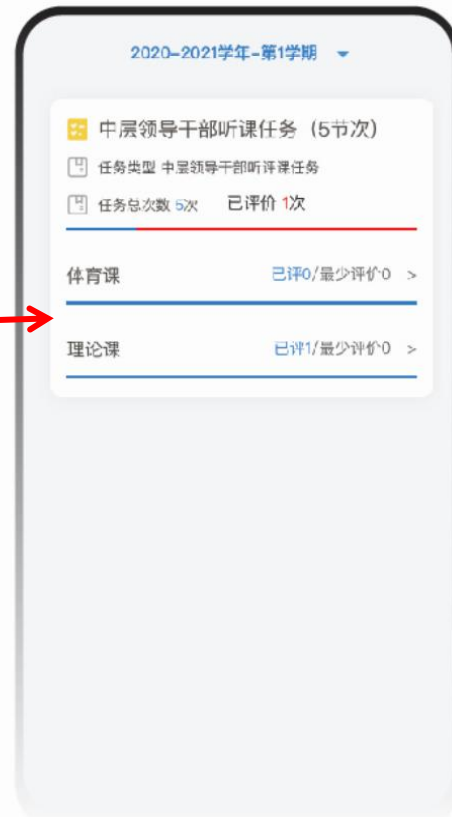 2020-2021学年-第1学期
中层领导干部听课任务（5节次）
任务类型 中层领导干部听评课任务
任务总次数 5次 已评价 1次
体育课 已评0/最少评价0 >
理论课 已评1/最少评价0 >